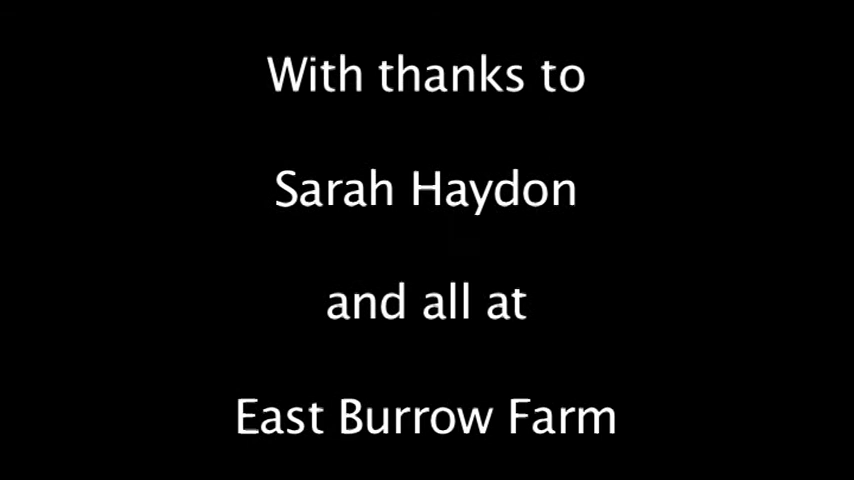 With thanks to
Sarah Haydon
and all at
East Burrow Farm